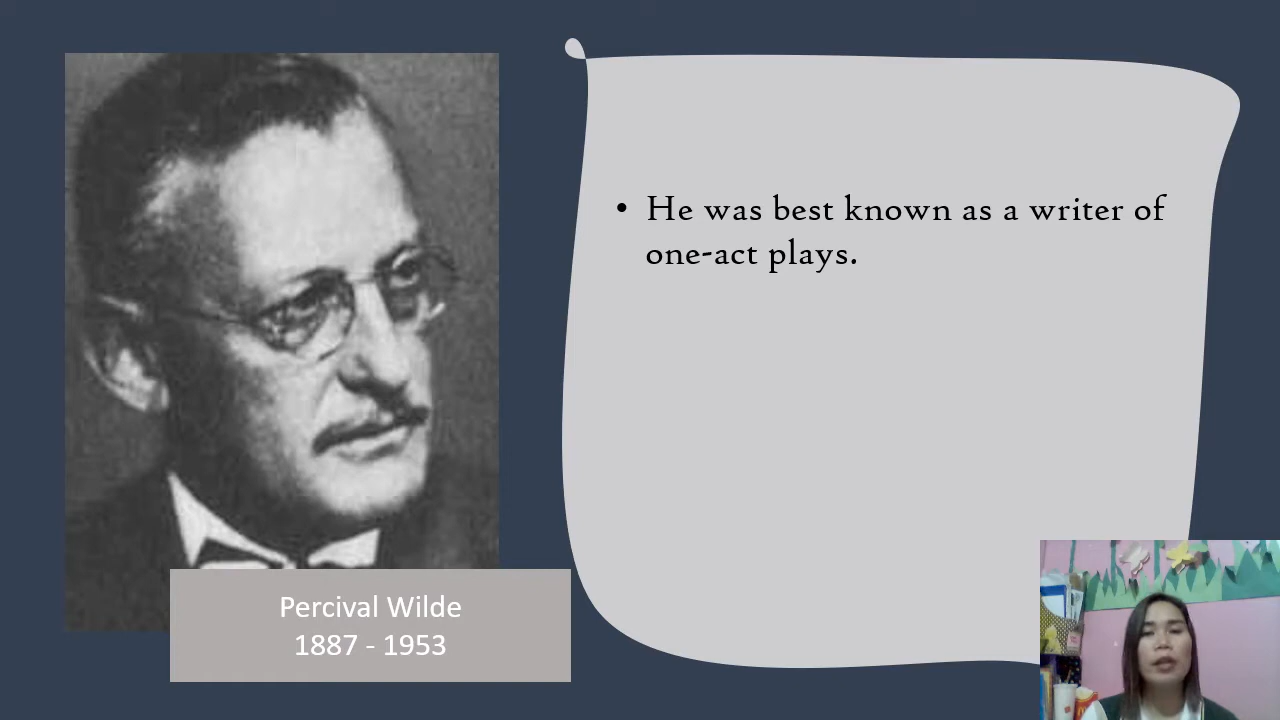 • He was best known as a writer of
one-act plays.
Percival Wilde
1887 - 1953